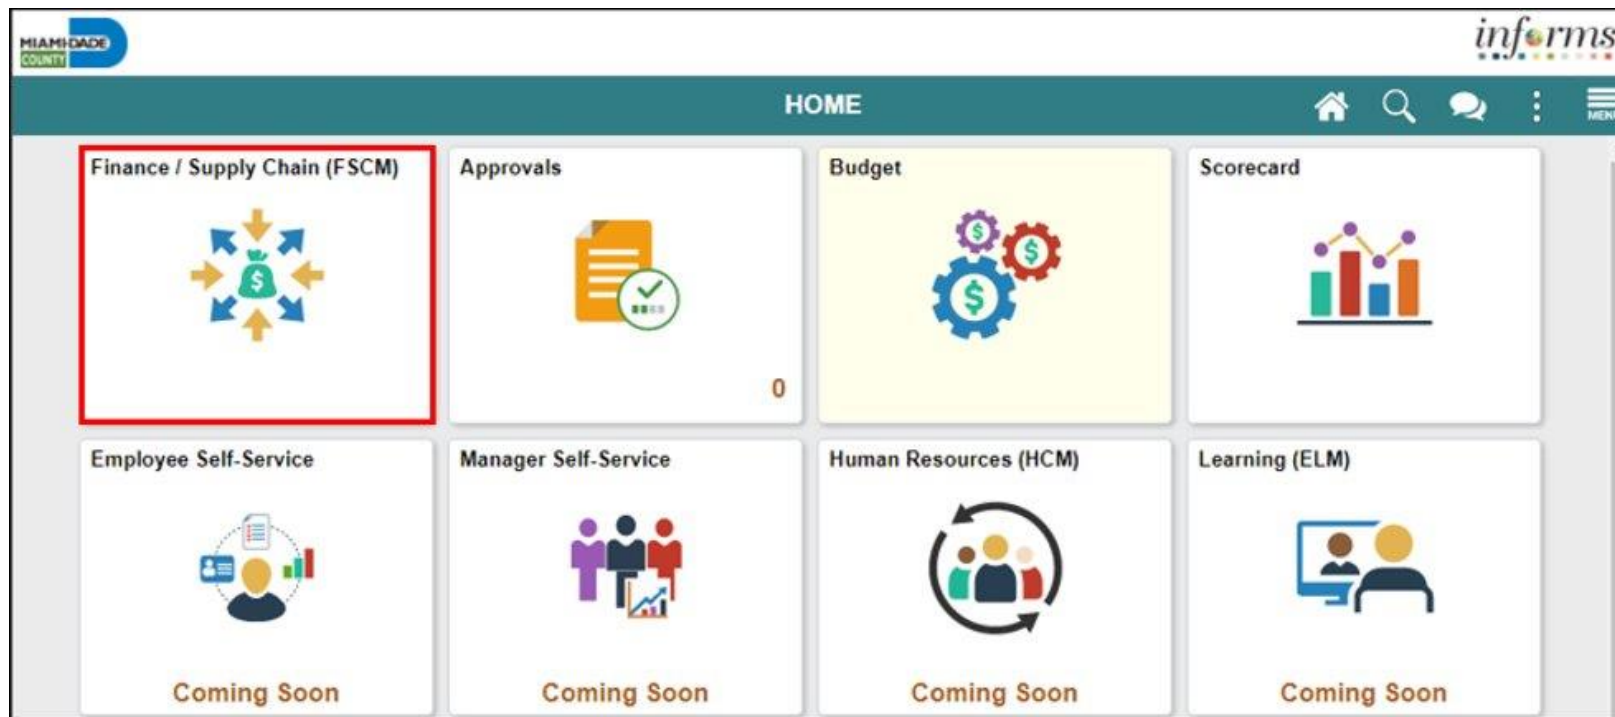 MIAMI-DADE
COUNTY
informs
HOME
MENU
Finance / Supply Chain (FSCM)
Approvals
Budget
Scorecard
0
Employee Self-Service
Manager Self-Service
Human Resources (HCM)
Learning (ELM)
Coming Soon
Coming Soon
Coming Soon
Coming Soon